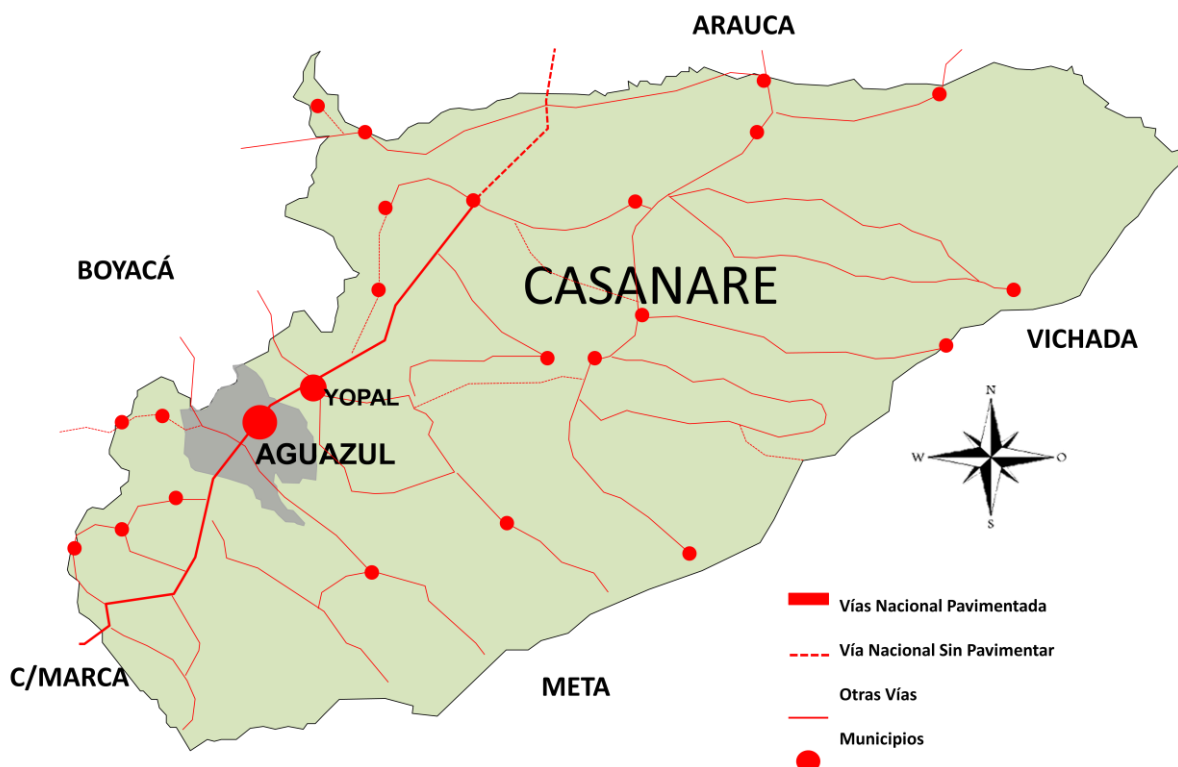 ARAUCA
BOYACÁ
CASANARE
VICHADA
YOPAL
AGUAZUL
N
W
O
S
Vías Nacional Pavimentada
Vía Nacional Sin Pavimentar
C/MARCA
META
Otras Vías
Municipios